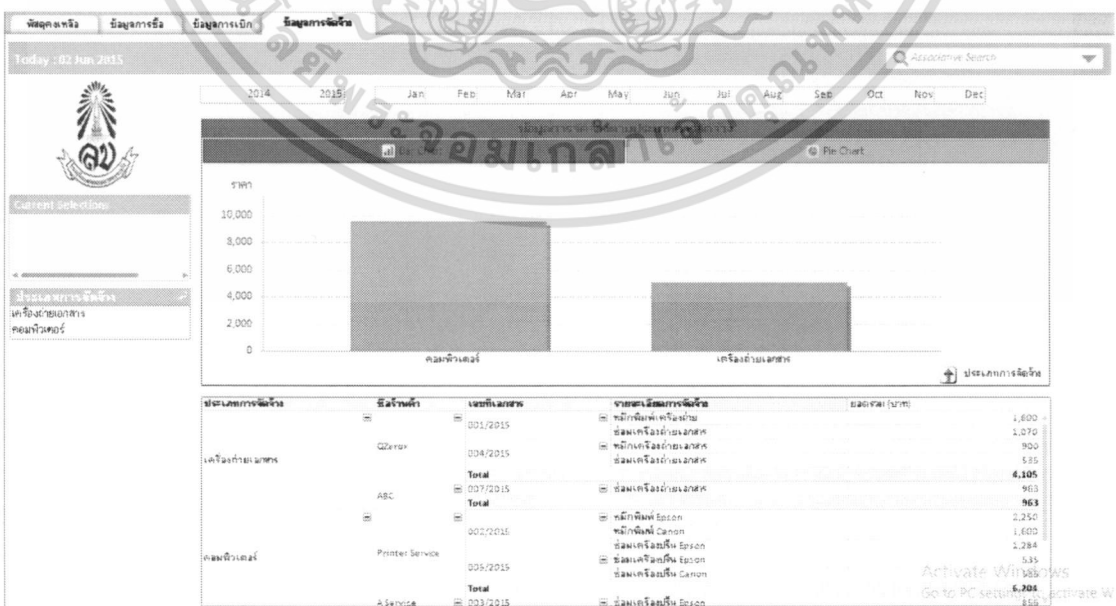 พัสดุคงเหลือ ข้อมูลการซื้อ ข้อมูลการเบิก ข้อมูลการจัดจ้าง
Today : 02 Jun 2015
Associative Search
2014 2015 Jan Feb Mar Apr May Jun Jul Aug Sep Oct Nov Dec
Pie Chart
Current Selections
ราคา
10,000
8,000
6,000
4,000
2,000
0
คอมพิวเตอร์ เครื่องถ่ายเอกสาร
ประเภทการจัดจ้าง
ประเภทการจัดจ้าง
เครื่องถ่ายเอกสาร
คอมพิวเตอร์
ประเภทการจัดจ้าง ชื่อร้านค้า เลขที่เอกสาร รายละเอียดการจัดจ้าง ยอดรวม (บาท)
001/2015 หมึกพิมพ์เครื่องถ่าย 1,600
ซ่อมเครื่องถ่ายเอกสาร 1,070
เครื่องถ่ายเอกสาร 004/2015 หมึกเครื่องถ่ายเอกสาร 900
ซ่อมเครื่องถ่ายเอกสาร 535
Total 4,105
ABC 007/2015 ซ่อมเครื่องถ่ายเอกสาร 963
Total 963
คอมพิวเตอร์ Printer Service 002/2015 หมึกพิมพ์ Epson 2,250
หมึกพิมพ์ Canon 1,600
ซ่อมเครื่องปริ้น Epson 1,284
005/2015 ซ่อมเครื่องปริ้น Epson 535
ซ่อมเครื่องปริ้น Canon
Total 6,204
A Service 003/2015 ซ่อมเครื่องปริ้น Epson 856
Activate Windows
Go to PC settings to activate W